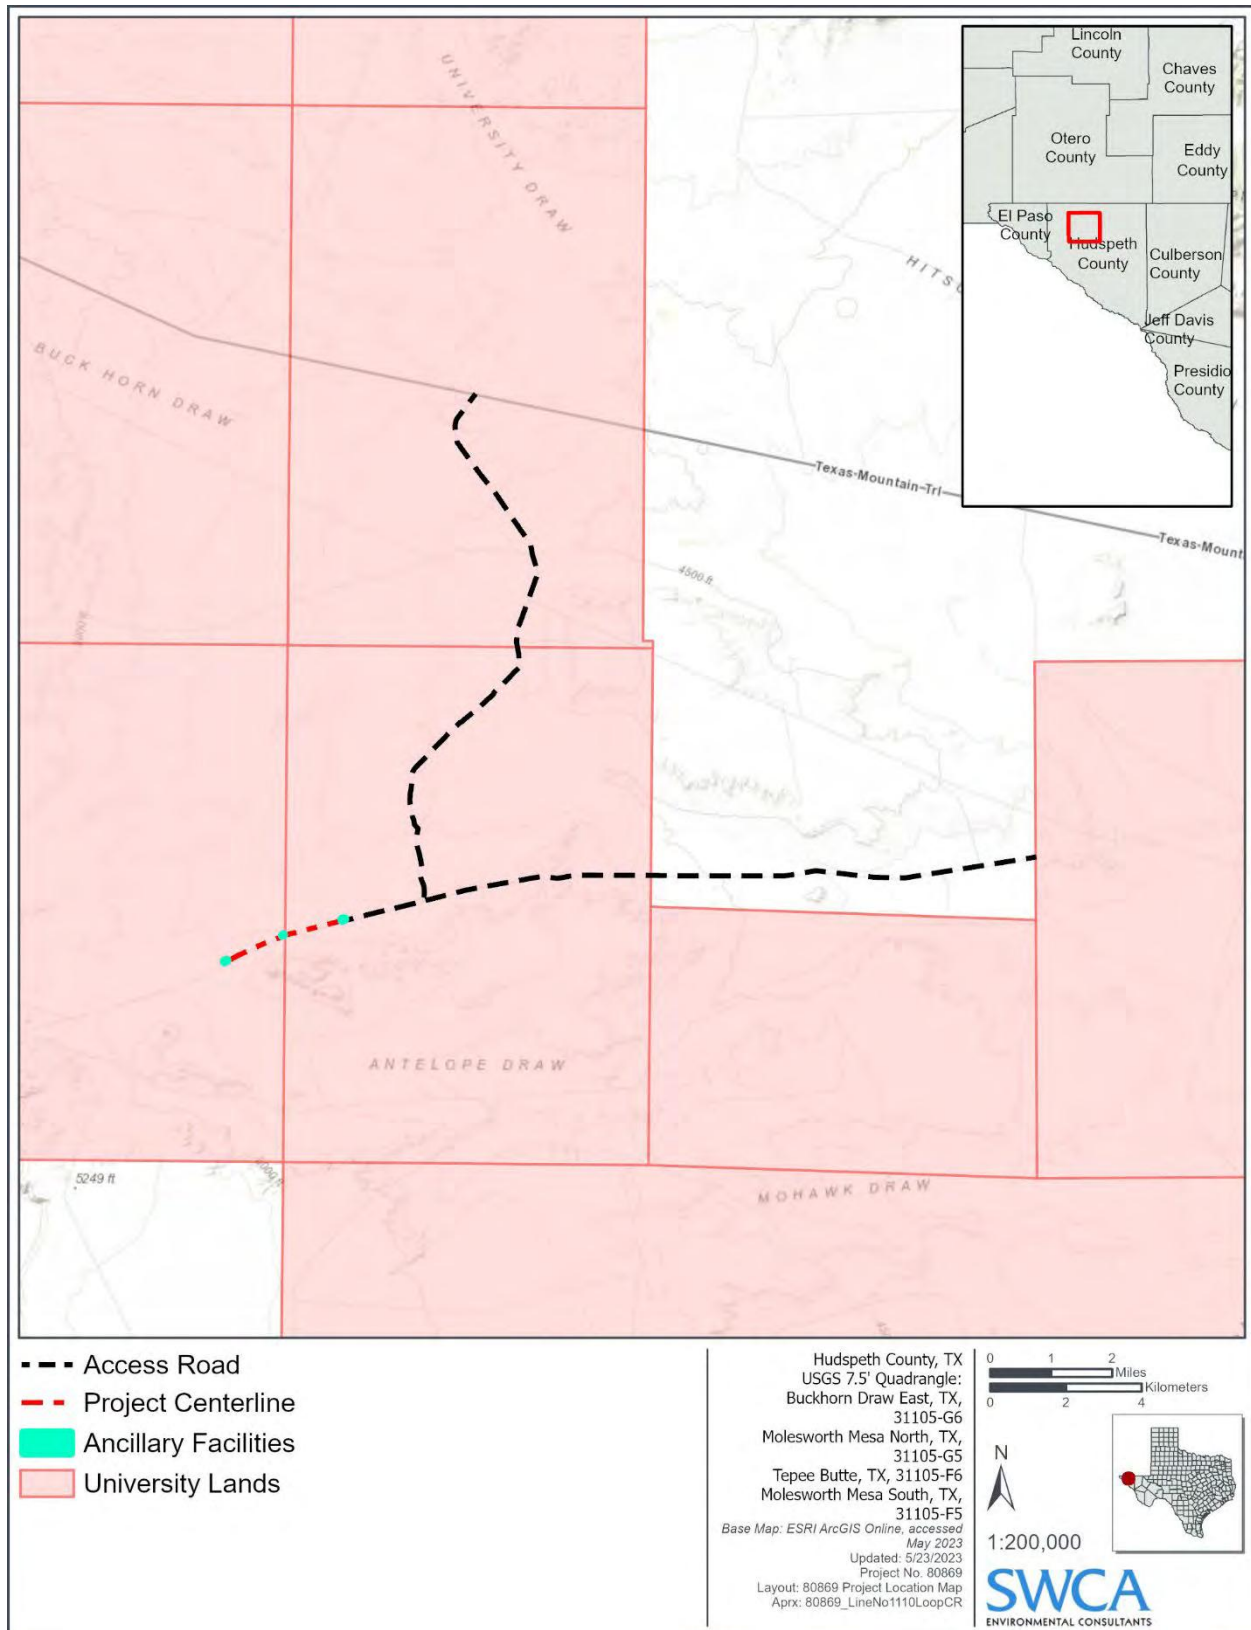 UNIVERSITY DRAW
BUCK HORN DRAW
Texas-Mountain-Trl
Texas-Mount
4500 ft
ANTELOPE DRAW
5249 ft
MOHAWK DRAW
Lincoln
County
Chaves
County
Otero
County
Eddy
County
El Paso
County
Hudspeth
County
Culberson
County
Jeff Davis
County
Presidio
County
Access Road
Project Centerline
Ancillary Facilities
University Lands
Hudspeth County, TX
USGS 7.5' Quadrangle:
Buckhorn Draw East, TX,
31105-G6
Molesworth Mesa North, TX,
31105-G5
Tepee Butte, TX, 31105-F6
Molesworth Mesa South, TX,
31105-F5
Base Map: ESRI ArcGIS Online, accessed
May 2023
Updated: 5/23/2023
Project No. 80869
Layout: 80869 Project Location Map
Aprx: 80869_LineNo1110LoopCR
0 1 2
Miles
Kilometers
0 2 4
N
1:200,000
SWCA
ENVIRONMENTAL CONSULTANTS